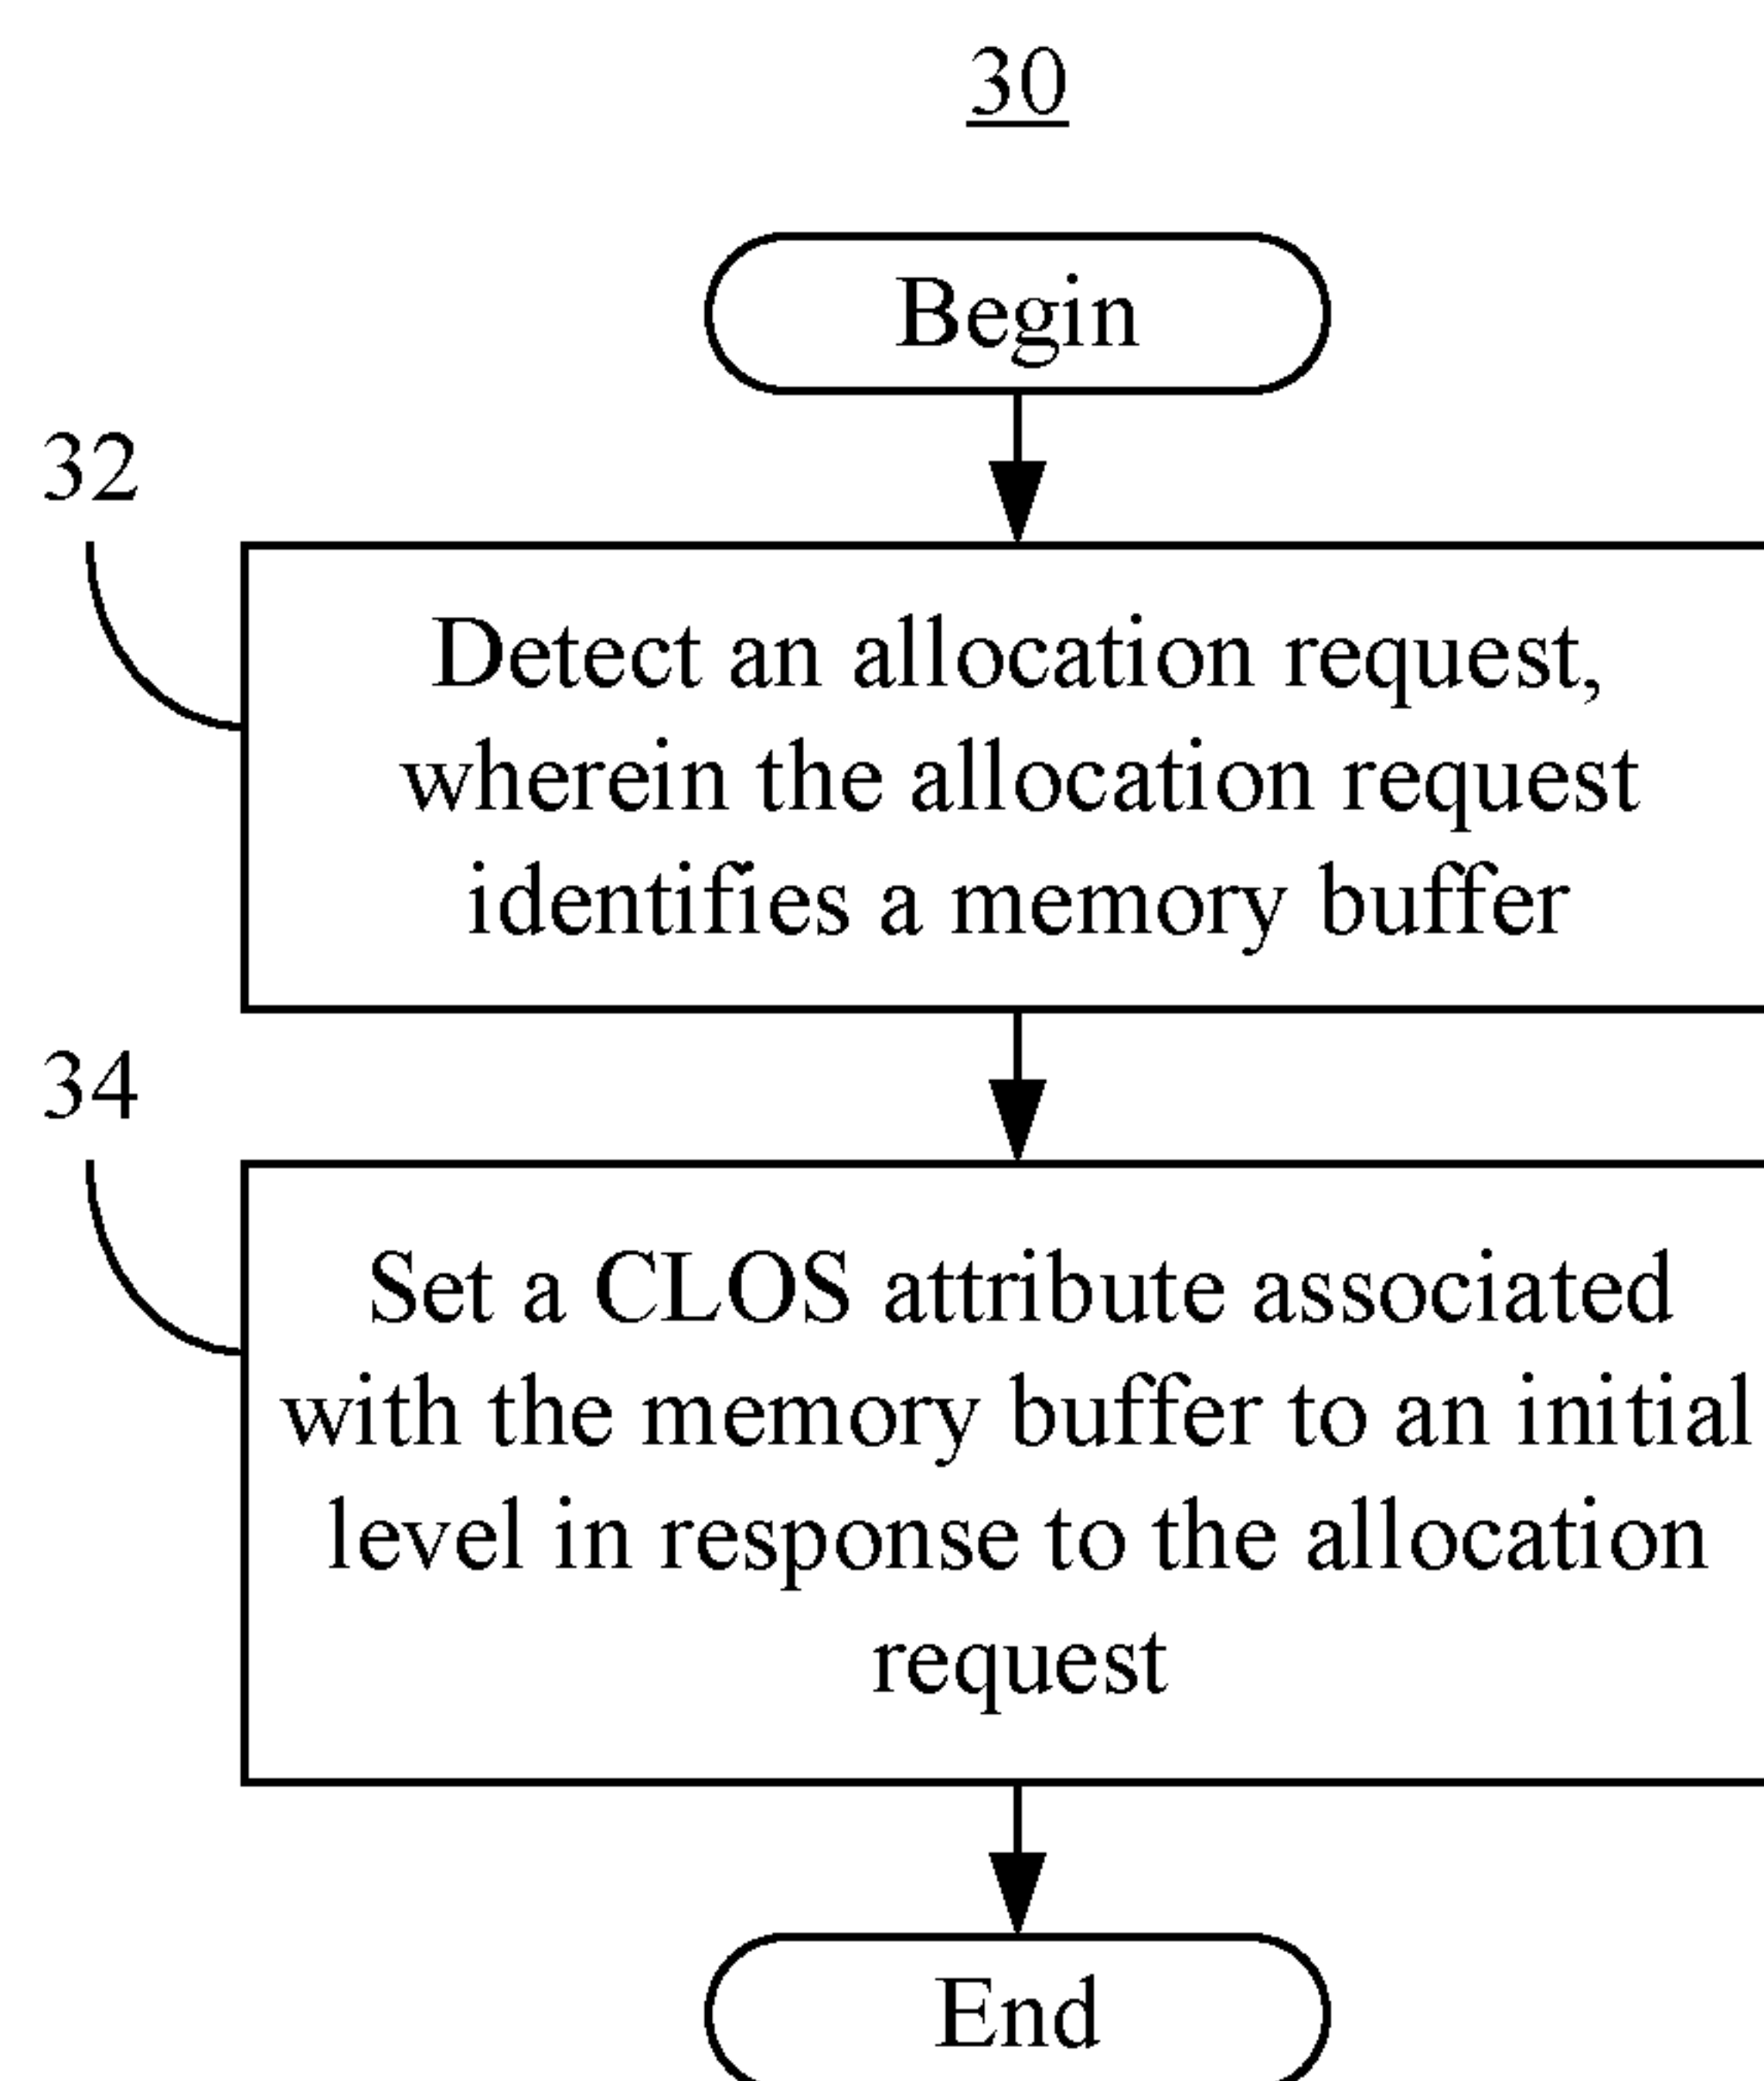 30
Begin
32
Detect an allocation request,
wherein the allocation request
identifies a memory buffer
34
Set a CLOS attribute associated
with the memory buffer to an initial
level in response to the allocation
request
End